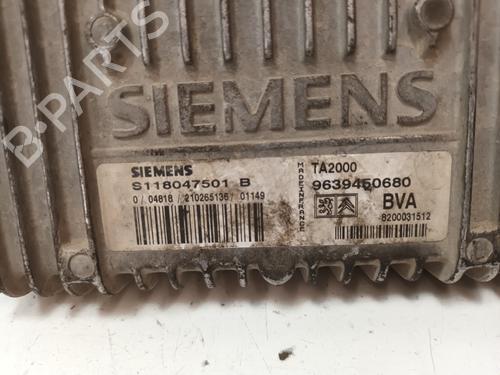 SIEMENS
SIEMENS
S118047501 B
0 / 04818 / 210265136 / 01149
MADE IN FRANCE
TA2000
9639450680
BVA
8200031512
B-PARTS